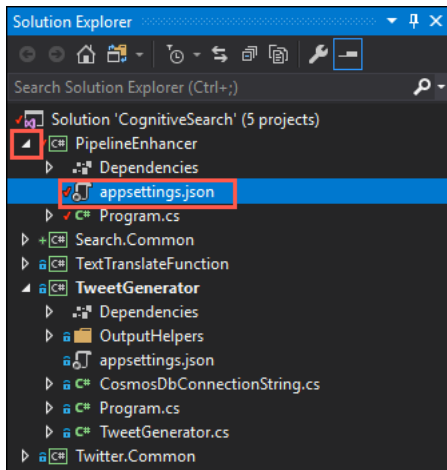 Solution Explorer
Search Solution Explorer (Ctrl+;)
Solution 'CognitiveSearch' (5 projects)
C# PipelineEnhancer
Dependencies
appsettings.json
C# Program.cs
C# Search.Common
C# TextTranslateFunction
C# TweetGenerator
Dependencies
OutputHelpers
appsettings.json
C# CosmosDbConnectionString.cs
C# Program.cs
C# TweetGenerator.cs
C# Twitter.Common